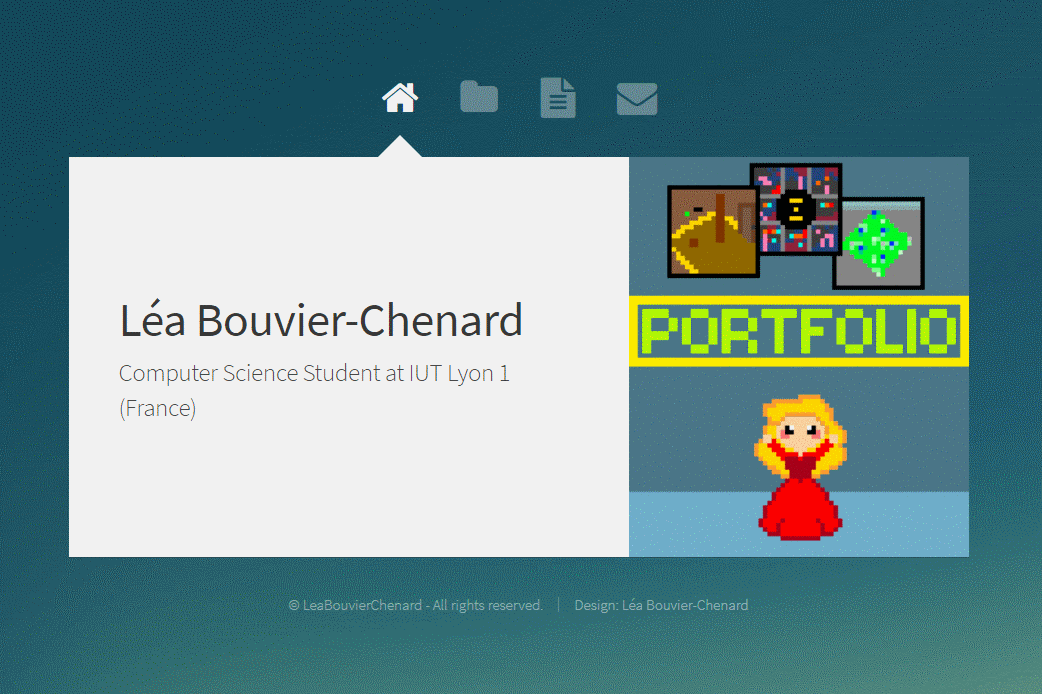 Léa Bouvier-Chenard
Computer Science Student at IUT Lyon 1
(France)
PORTFOLIO
© LeaBouvierChenard - All rights reserved. | Design: Léa Bouvier-Chenard